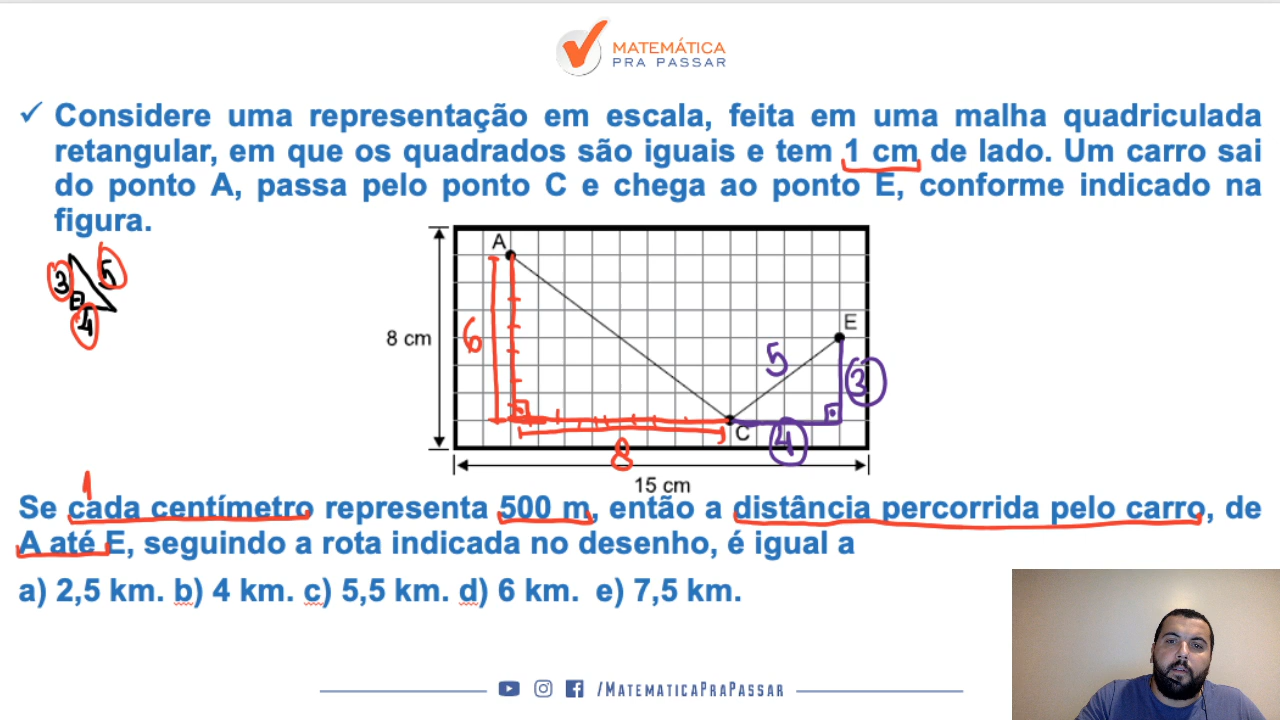 MATEMÁTICA
PRA PASSAR
✓ Considere uma representação em escala, feita em uma malha quadriculada
retangular, em que os quadrados são iguais e tem 1 cm de lado. Um carro sai
do ponto A, passa pelo ponto C e chega ao ponto E, conforme indicado na
figura.
3 5
4
A
6
8 cm
E
5
3
C
4
8
15 cm
1
Se cada centímetro representa 500 m, então a distância percorrida pelo carro, de
A até E, seguindo a rota indicada no desenho, é igual a
a) 2,5 km. b) 4 km. c) 5,5 km. d) 6 km. e) 7,5 km.
/MATEMATICAPRAPASSAR